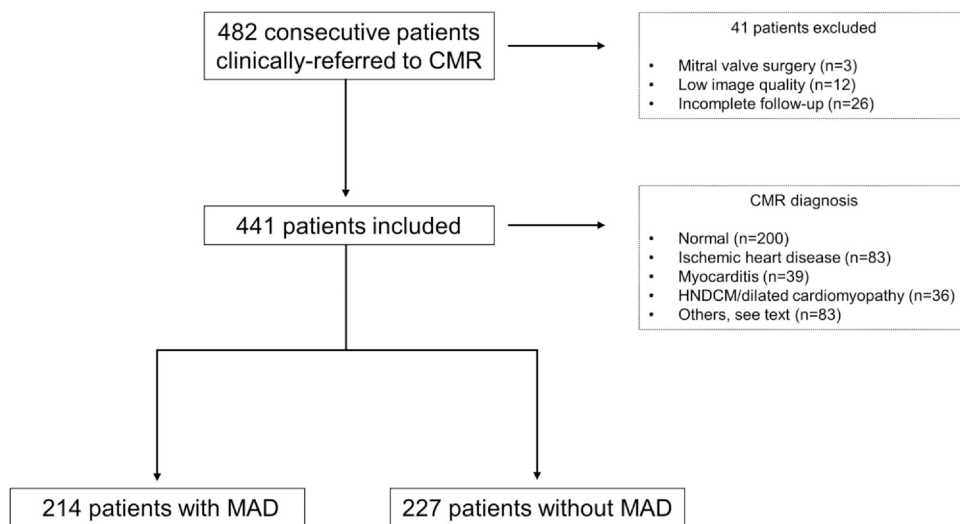 482 consecutive patients
clinically-referred to CMR
41 patients excluded
• Mitral valve surgery (n=3)
• Low image quality (n=12)
• Incomplete follow-up (n=26)
441 patients included
CMR diagnosis
• Normal (n=200)
• Ischemic heart disease (n=83)
• Myocarditis (n=39)
• HNDCM/dilated cardiomyopathy (n=36)
• Others, see text (n=83)
214 patients with MAD
227 patients without MAD